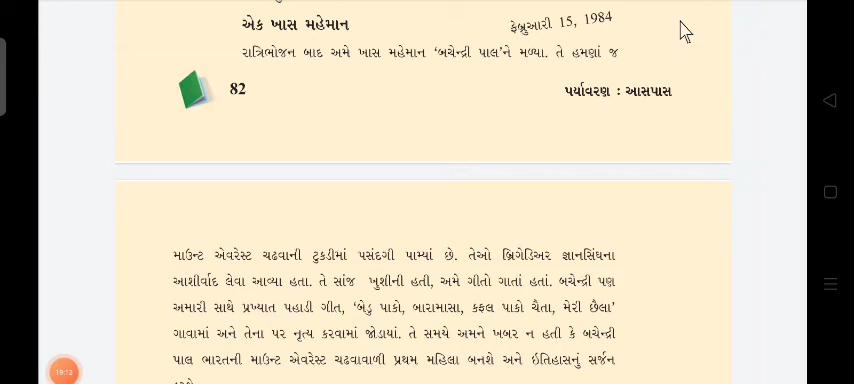 એક ખાસ મહેમાન
ફેબ્રુઆરી 15, 1984
રાત્રિભોજન બાદ અમે ખાસ મહેમાન ‘બચેન્દ્રી પાલ’ને મળ્યા. તે હમણાં જ
82
પર્યાવરણ : આસપાસ
માઉન્ટ એવરેસ્ટ ચઢવાની ટુકડીમાં પસંદગી પામ્યાં છે. તેઓ બ્રિગેડિઅર જ્ઞાનસિંઘના
આશીર્વાદ લેવા આવ્યા હતા. તે સાંજ ખુશીની હતી, અમે ગીતો ગાતાં હતાં. બચેન્દ્રી પણ
અમારી સાથે પ્રખ્યાત પહાડી ગીત, ‘બેડુ પાકો, બારામાસા, કફલ પાકો ચૈતા, મેરી છૈલા’
ગાવામાં અને તેના પર નૃત્ય કરવામાં જોડાયાં. તે સમયે અમને ખબર ન હતી કે બચેન્દ્રી
પાલ ભારતની માઉન્ટ એવરેસ્ટ ચઢવાવાળી પ્રથમ મહિલા બનશે અને ઇતિહાસનું સર્જન
19:12